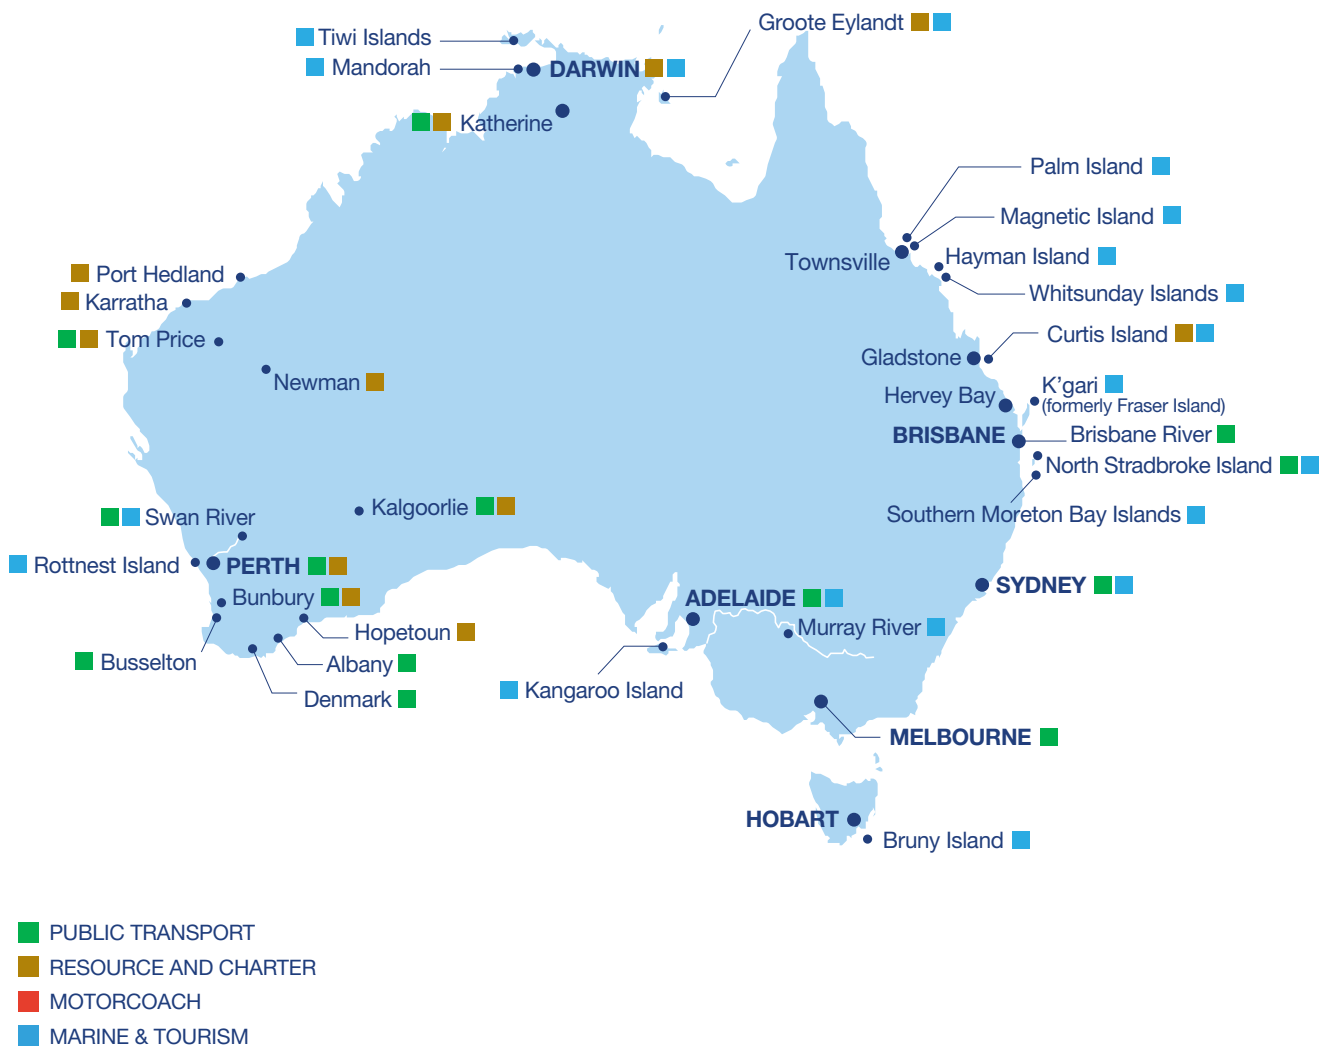 Groote Eylandt
Tiwi Islands
Mandorah
DARWIN
Katherine
Palm Island
Magnetic Island
Townsville
Hayman Island
Port Hedland
Whitsunday Islands
Karratha
Curtis Island
Tom Price
Gladstone
Newman
K’gari
(formerly Fraser Island)
Hervey Bay
BRISBANE
Brisbane River
North Stradbroke Island
Kalgoorlie
Southern Moreton Bay Islands
Swan River
Rottnest Island
PERTH
SYDNEY
Bunbury
ADELAIDE
Murray River
Hopetoun
Busselton
Albany
Kangaroo Island
Denmark
MELBOURNE
HOBART
Bruny Island
PUBLIC TRANSPORT
RESOURCE AND CHARTER
MOTORCOACH
MARINE & TOURISM